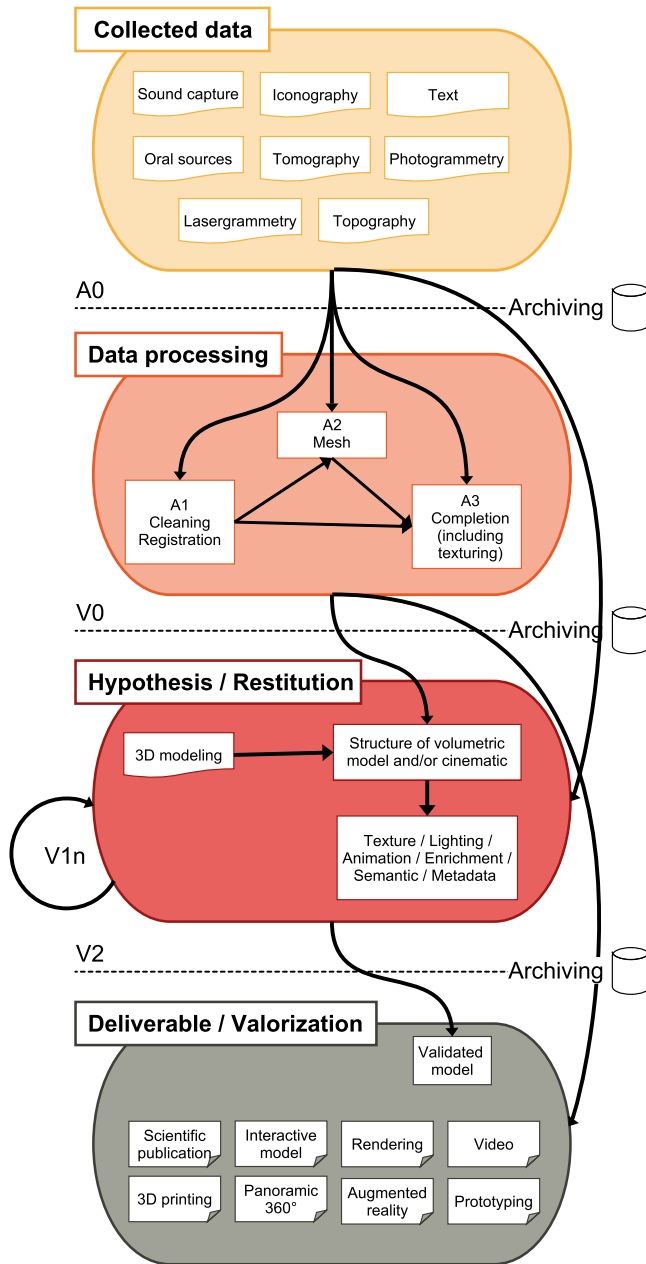 Collected data
Sound capture
Iconography
Text
Oral sources
Tomography
Photogrammetry
Lasergrammetry
Topography
A0
Archiving
Data processing
A2
Mesh
A1
Cleaning
Registration
A3
Completion
(including
texturing)
V0
Archiving
Hypothesis / Restitution
3D modeling
Structure of volumetric
model and/or cinematic
Texture / Lighting /
Animation / Enrichment /
Semantic / Metadata
V1n
V2
Archiving
Deliverable / Valorization
Validated
model
Scientific
publication
Interactive
model
Rendering
Video
3D printing
Panoramic
360°
Augmented
reality
Prototyping